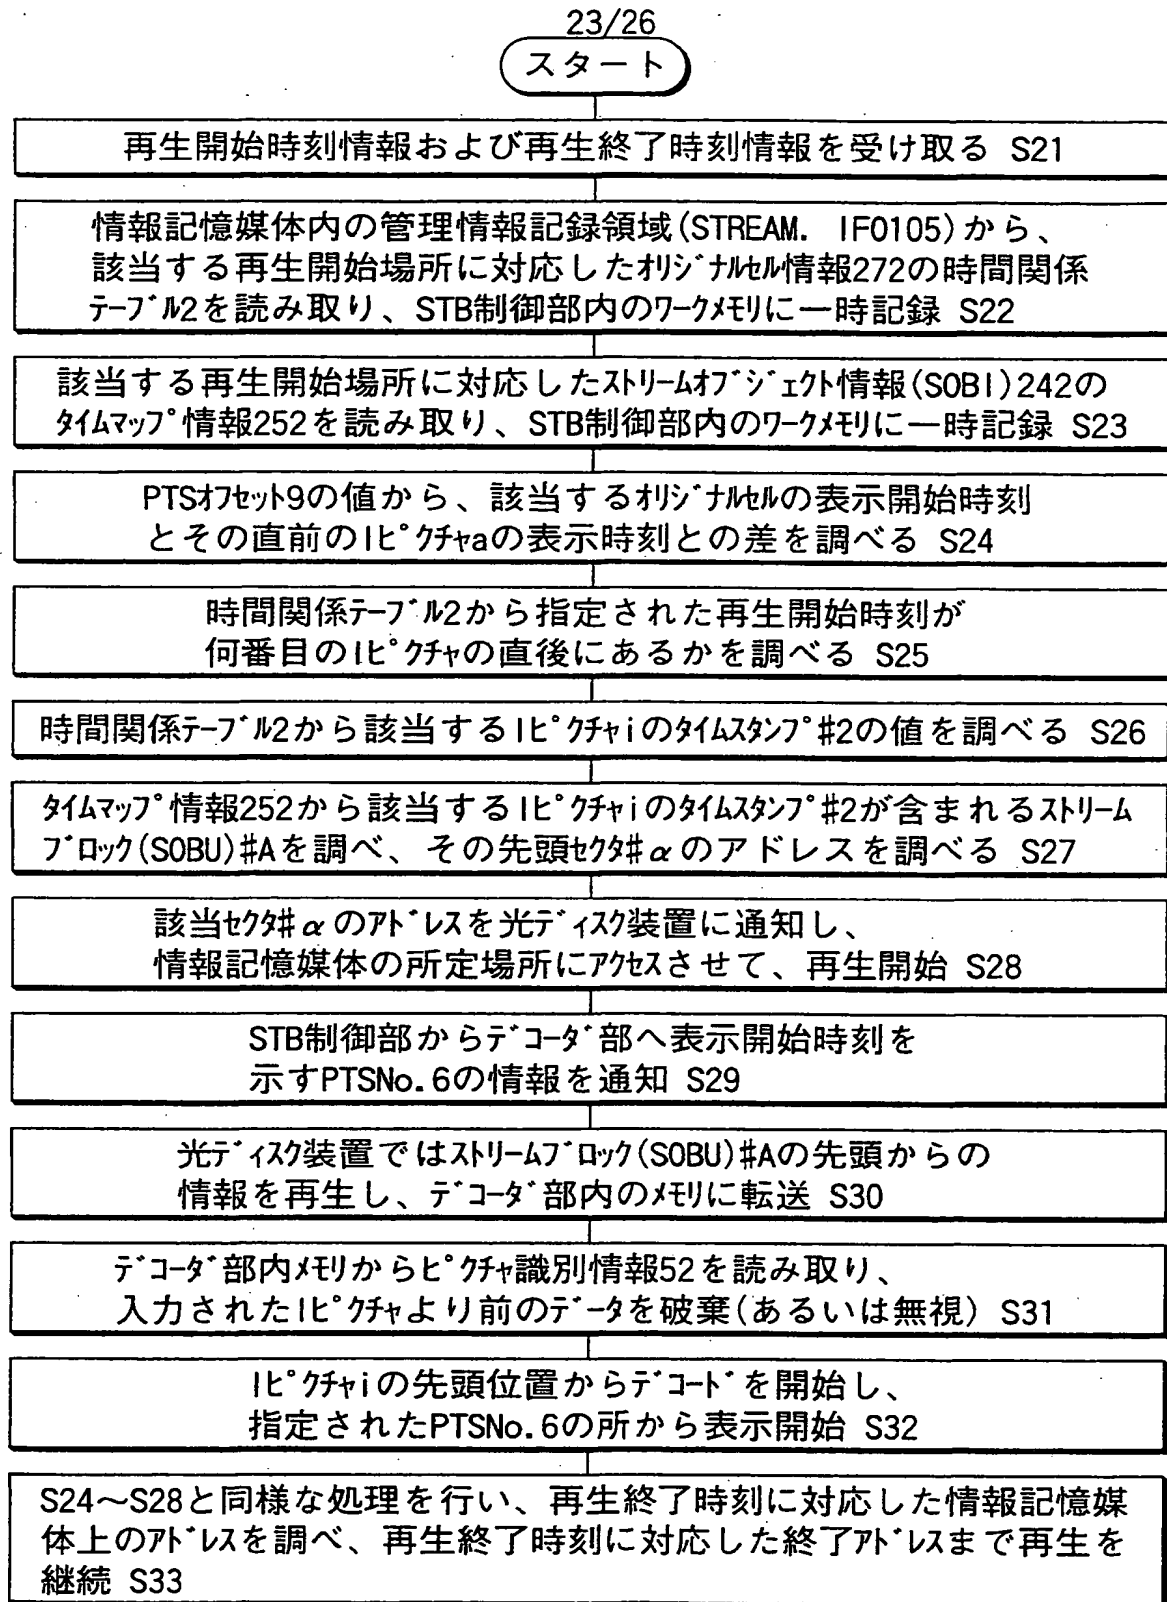 23/26
スタート
再生開始時刻情報および再生終了時刻情報を受け取る S21
情報記憶媒体内の管理情報記録領域(STREAM. IFO105)から、
該当する再生開始場所に対応したオリジナルセル情報272の時間関係
テーブル2を読み取り、STB制御部内のワークメモリに一時記録 S22
該当する再生開始場所に対応したストリームオブジェクト情報(SOBI)242の
タイムマップ情報252を読み取り、STB制御部内のワークメモリに一時記録 S23
PTSオフセット9の値から、該当するオリジナルセルの表示開始時刻
とその直前のIピクチャaの表示時刻との差を調べる S24
時間関係テーブル2から指定された再生開始時刻が
何番目のIピクチャの直後にあるかを調べる S25
時間関係テーブル2から該当するIピクチャiのタイムスタンプ#2の値を調べる S26
タイムマップ情報252から該当するIピクチャiのタイムスタンプ#2が含まれるストリーム
ブロック(SOBU)#Aを調べ、その先頭セクタ#αのアドレスを調べる S27
該当セクタ#αのアドレスを光ディスク装置に通知し、
情報記憶媒体の所定場所にアクセスさせて、再生開始 S28
STB制御部からデコーダ部へ表示開始時刻を
示すPTSNo.6の情報を通知 S29
光ディスク装置ではストリームブロック(SOBU)#Aの先頭からの
情報を再生し、デコーダ部内のメモリに転送 S30
デコーダ部内メモリからピクチャ識別情報52を読み取り、
入力されたIピクチャより前のデータを破棄(あるいは無視) S31
Iピクチャiの先頭位置からデコードを開始し、
指定されたPTSNo.6の所から表示開始 S32
S24～S28と同様な処理を行い、再生終了時刻に対応した情報記憶媒
体上のアドレスを調べ、再生終了時刻に対応した終了アドレスまで再生を
継続 S33